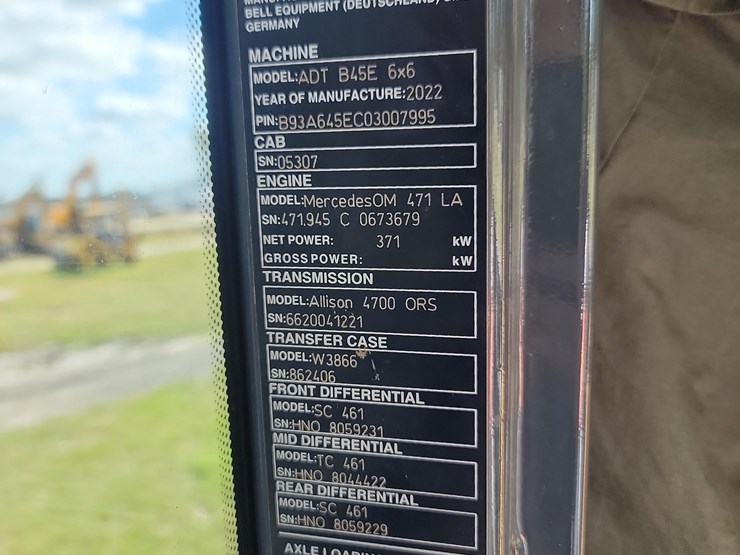 BELL EQUIPMENT (DEUTSCHLAND)
GERMANY
MACHINE
MODEL:ADT B45E 6x6
YEAR OF MANUFACTURE:2022
PIN:B93A645EC03007995
CAB
SN:05307
ENGINE
MODEL:MercedesOM 471 LA
SN:471.945 C 0673679
NET POWER: 371 kW
GROSS POWER: kW
TRANSMISSION
MODEL:Allison 4700 ORS
SN:6620041221
TRANSFER CASE
MODEL:W3866
SN:862406
FRONT DIFFERENTIAL
MODEL:SC 461
SN:HNO 8059231
MID DIFFERENTIAL
MODEL:TC 461
SN:HNO 8044422
REAR DIFFERENTIAL
MODEL:SC 461
SN:HNO 8059229
AXLE LOADING